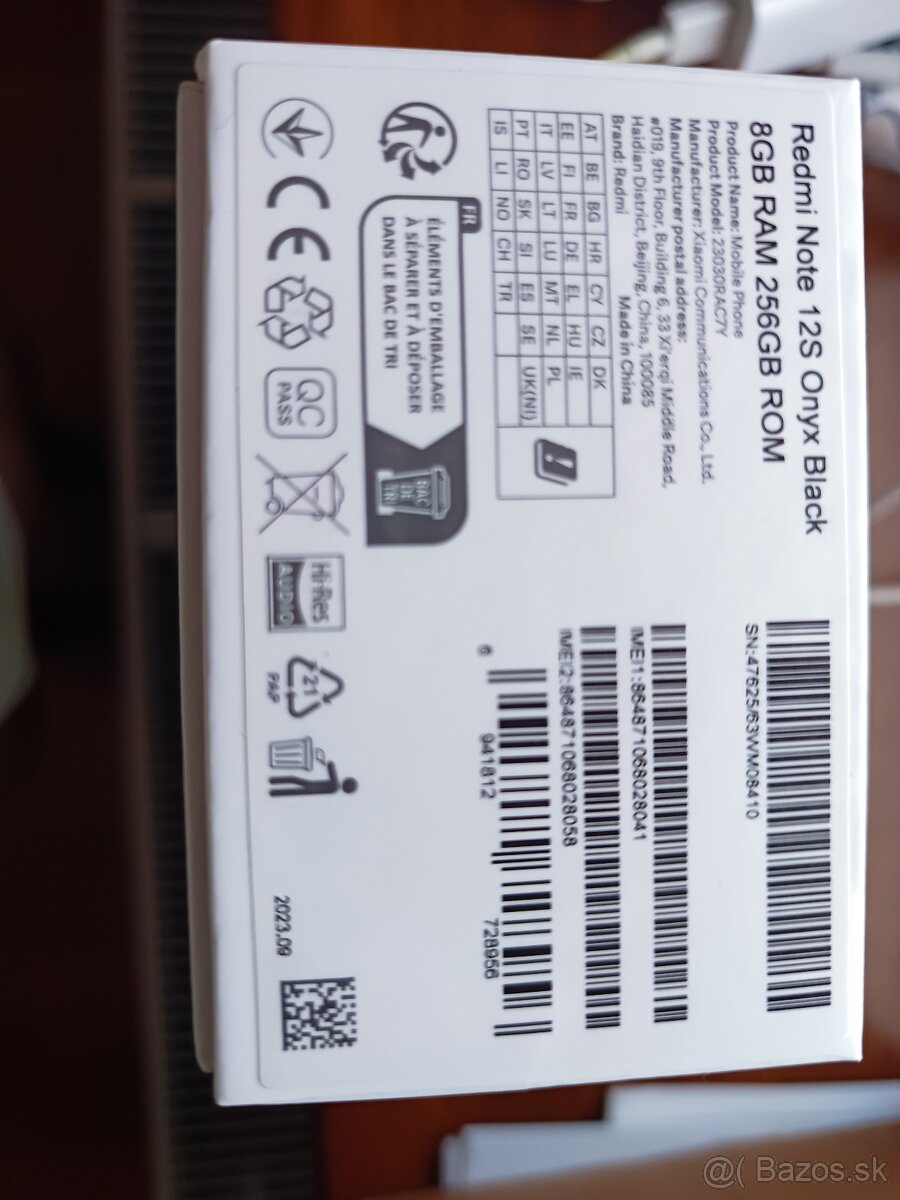 Redmi Note 12S Onyx Black
8GB RAM 256GB ROM
Product Name: Mobile Phone
Product Model: 23030RAC7Y
Manufacturer: Xiaomi Communications Co., Ltd.
Manufacturer postal address:
#019, 9th Floor, Building 6, 33 Xi'erqi Middle Road,
Haidian District, Beijing, China, 100085
Brand: Redmi Made in China
AT BE BG HR CY CZ DK
EE FI FR DE EL HU IE
IT LV LT LU MT NL PL
PT RO SK SI ES SE UK(NI)
IS LI NO CH TR
SN:47625/63WM08410
IMEI1:864871068028041
IMEI2:864871068028058
6 941812 728956
FR
ÉLÉMENTS D'EMBALLAGE
À SÉPARER ET À DÉPOSER
DANS LE BAC DE TRI
BAC
DE
TRI
CE
QC
PASS
Hi-Res
AUDIO
21
PAP
2023.09
@( Bazos.sk